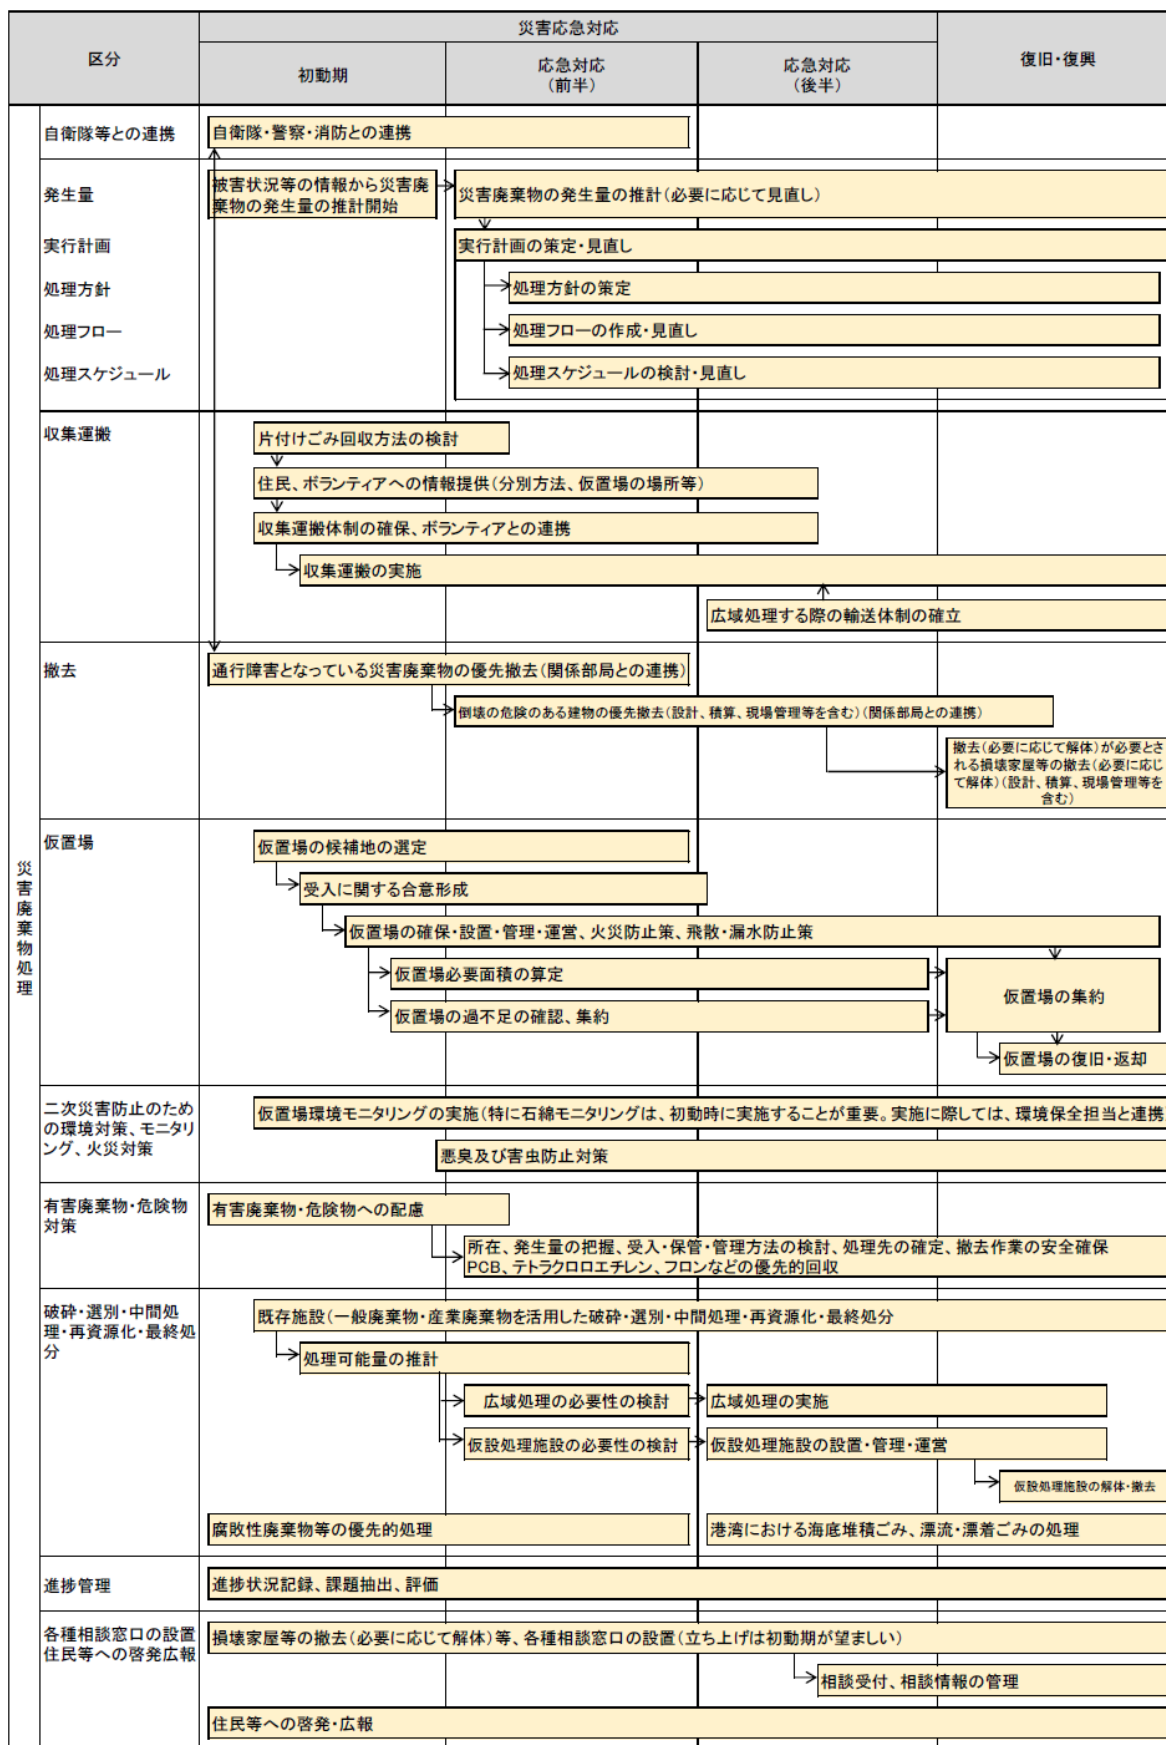 区分
災害応急対応
初動期
応急対応
(前半)
応急対応
(後半)
復旧・復興
災害廃棄物処理
自衛隊等との連携
自衛隊・警察・消防との連携
発生量
被害状況等の情報から災害廃
棄物の発生量の推計開始
災害廃棄物の発生量の推計(必要に応じて見直し)
実行計画
実行計画の策定・見直し
処理方針
処理方針の策定
処理フロー
処理フローの作成・見直し
処理スケジュール
処理スケジュールの検討・見直し
収集運搬
片付けごみ回収方法の検討
住民、ボランティアへの情報提供(分別方法、仮置場の場所等)
収集運搬体制の確保、ボランティアとの連携
収集運搬の実施
広域処理する際の輸送体制の確立
撤去
通行障害となっている災害廃棄物の優先撤去(関係部局との連携)
倒壊の危険のある建物の優先撤去(設計、積算、現場管理等を含む)(関係部局との連携)
撤去(必要に応じて解体)が必要とさ
れる損壊家屋等の撤去(必要に応じ
て解体)(設計、積算、現場管理等を
含む)
仮置場
仮置場の候補地の選定
受入に関する合意形成
仮置場の確保・設置・管理・運営、火災防止策、飛散・漏水防止策
仮置場必要面積の算定
仮置場の過不足の確認、集約
仮置場の集約
仮置場の復旧・返却
二次災害防止のため
の環境対策、モニタリ
ング、火災対策
仮置場環境モニタリングの実施(特に石綿モニタリングは、初動時に実施することが重要。実施に際しては、環境保全担当と連携
悪臭及び害虫防止対策
有害廃棄物・危険物
対策
有害廃棄物・危険物への配慮
所在、発生量の把握、受入・保管・管理方法の検討、処理先の確定、撤去作業の安全確保
PCB、テトラクロロエチレン、フロンなどの優先的回収
破砕・選別・中間処
理・再資源化・最終処
分
既存施設(一般廃棄物・産業廃棄物を活用した破砕・選別・中間処理・再資源化・最終処分
処理可能量の推計
広域処理の必要性の検討
広域処理の実施
仮設処理施設の必要性の検討
仮設処理施設の設置・管理・運営
仮設処理施設の解体・撤去
腐敗性廃棄物等の優先的処理
港湾における海底堆積ごみ、漂流・漂着ごみの処理
進捗管理
進捗状況記録、課題抽出、評価
各種相談窓口の設置
住民等への啓発広報
損壊家屋等の撤去(必要に応じて解体)等、各種相談窓口の設置(立ち上げは初動期が望ましい)
相談受付、相談情報の管理
住民等への啓発・広報